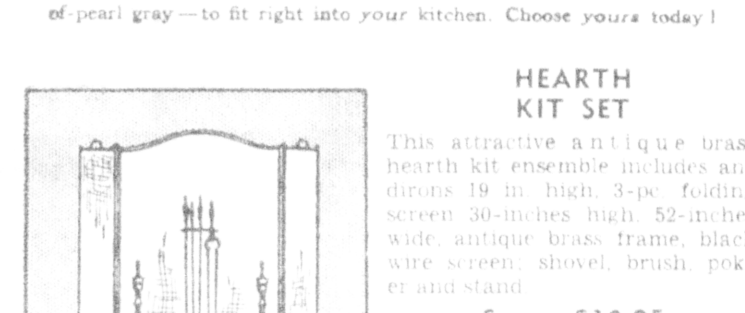 of-pearl gray — to fit right into your kitchen. Choose yours today!
HEARTH
KIT SET
This attractive antique bras
hearth kit ensemble includes an
dirons 19 in. high, 3-pc. foldin
screen 30-inches high, 52-inche
wide, antique brass frame, blac
wire screen; shovel, brush, pok
er and stand